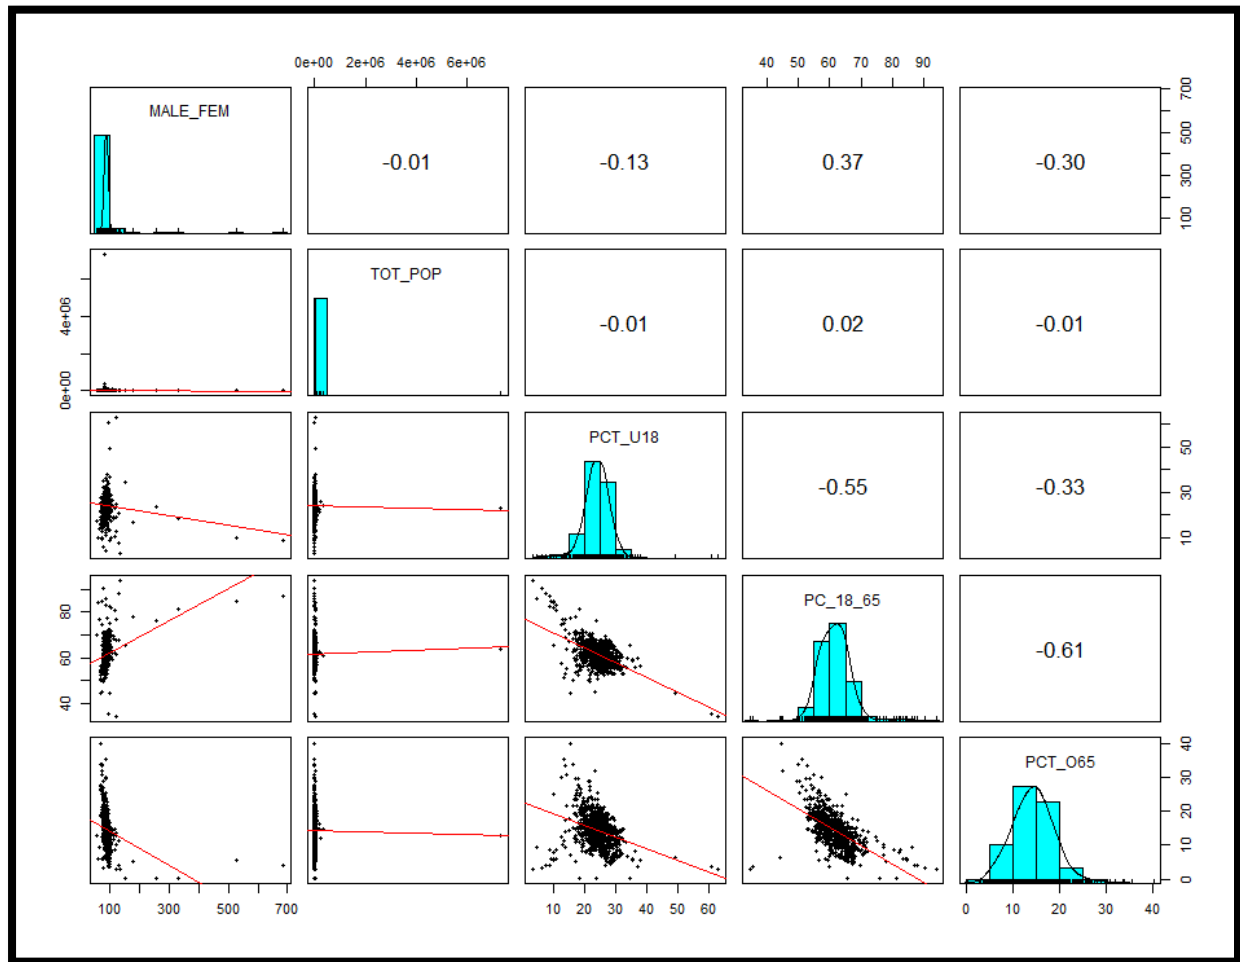 0e+00 2e+06 4e+06 6e+06 40 50 60 70 80 90
MALE_FEM -0.01 -0.13 0.37 -0.30 100 300 500 700
0e+00 4e+06 TOT_POP -0.01 0.02 -0.01
PCT_U18 -0.55 -0.33 10 30 50
40 60 80 PC_18_65 -0.61
PCT_O65 0 10 20 30 40
100 300 500 700 10 20 30 40 50 60 0 10 20 30 40